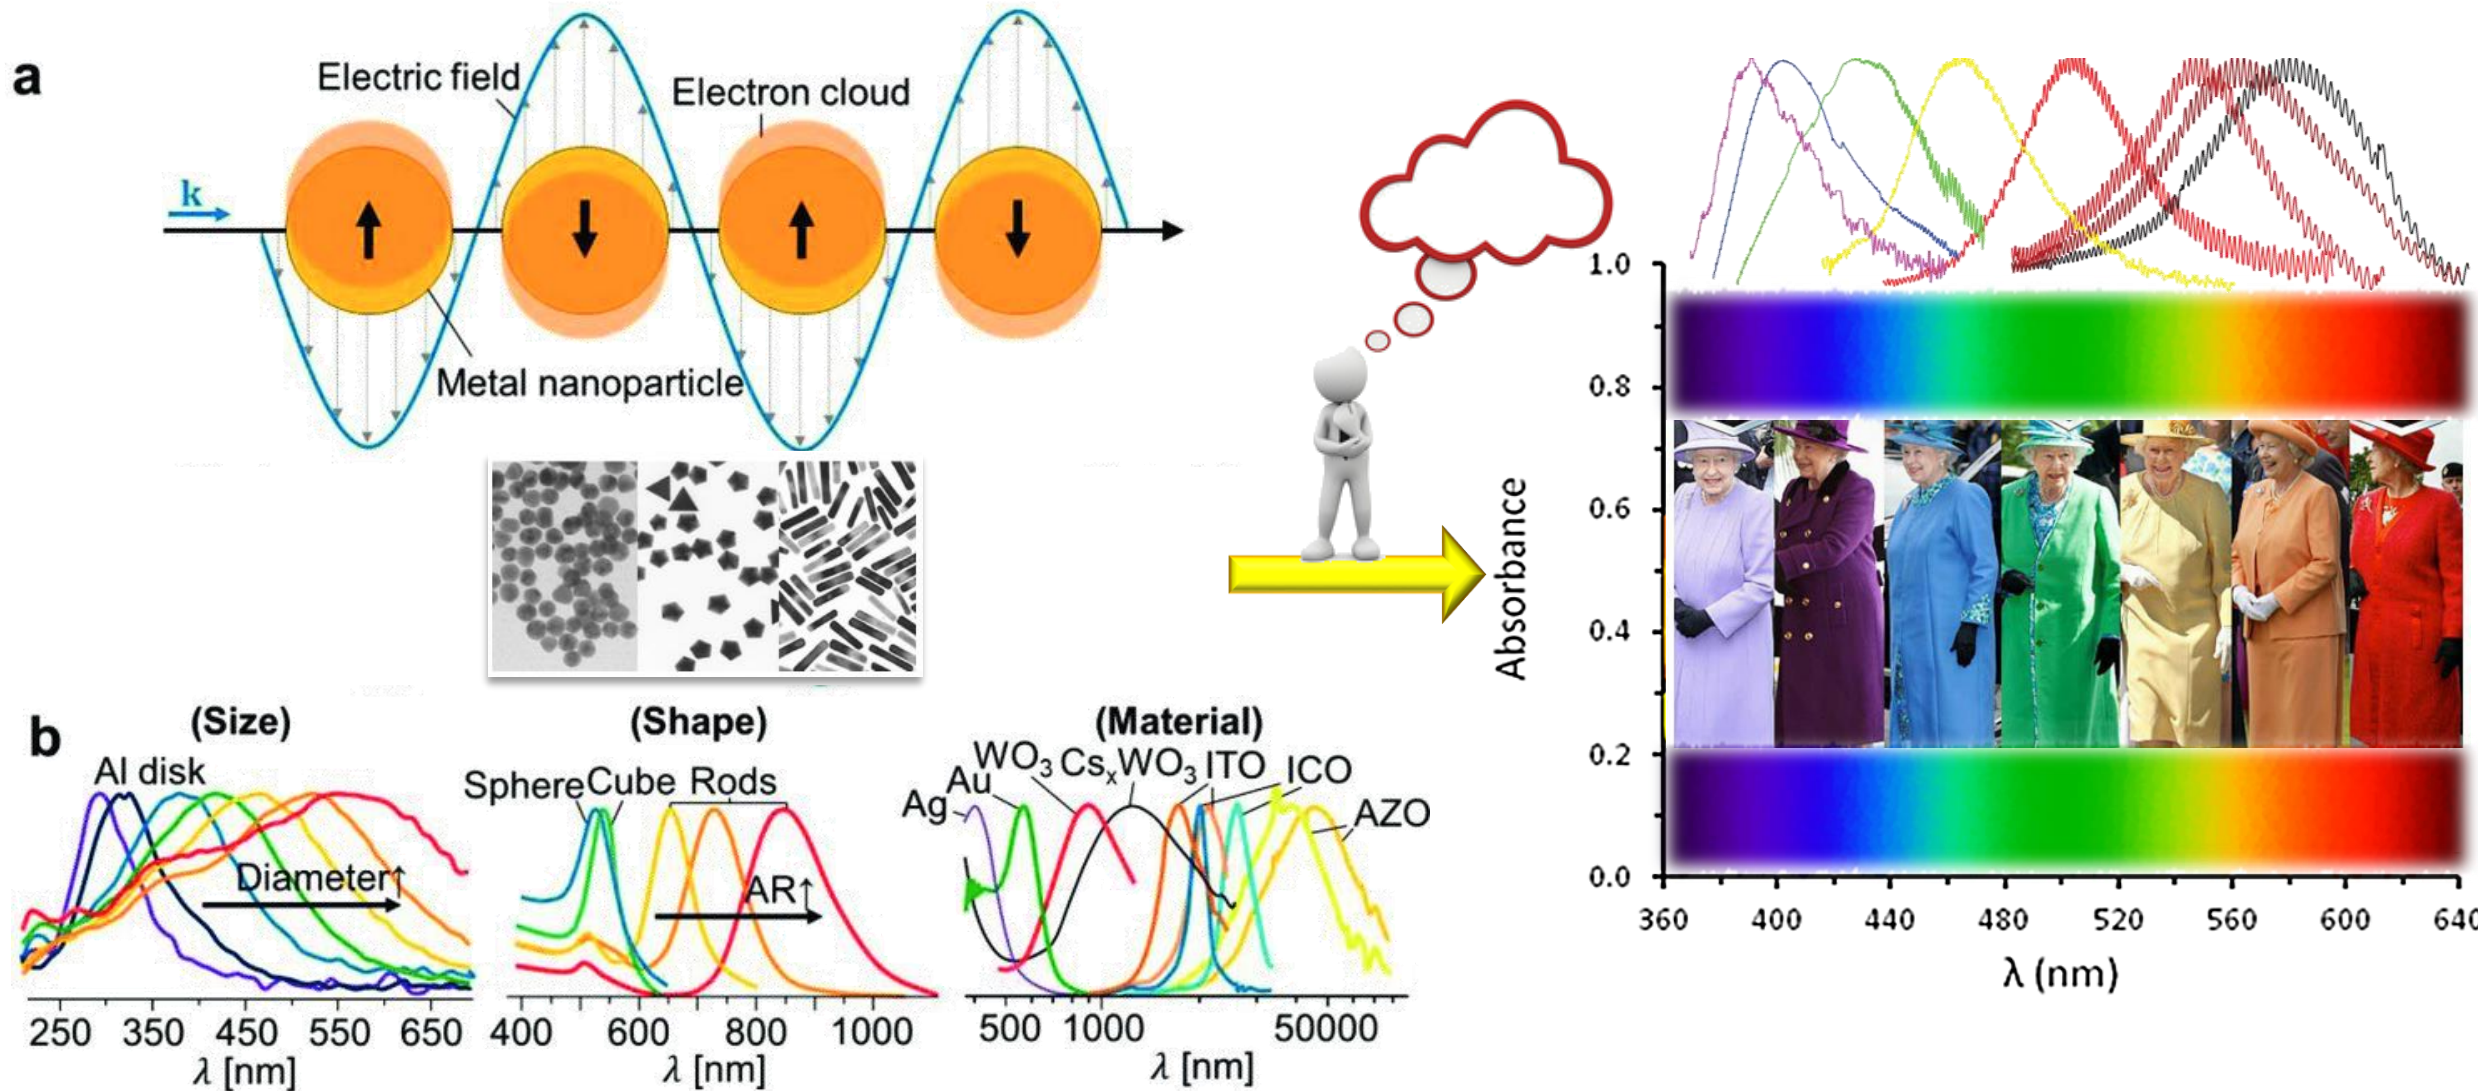 a
Electric field
Electron cloud
k
Metal nanoparticle
b
(Size)
Al disk
Diameter↑
250 350 450 550 650
λ [nm]
(Shape)
Sphere Cube Rods
AR↑
400 600 800 1000
λ [nm]
(Material)
Ag Au WO₃ CsₓWO₃ ITO ICO
AZO
500 1000 50000
λ [nm]
Absorbance
1.0
0.8
0.6
0.4
0.2
0.0
360 400 440 480 520 560 600 640
λ (nm)